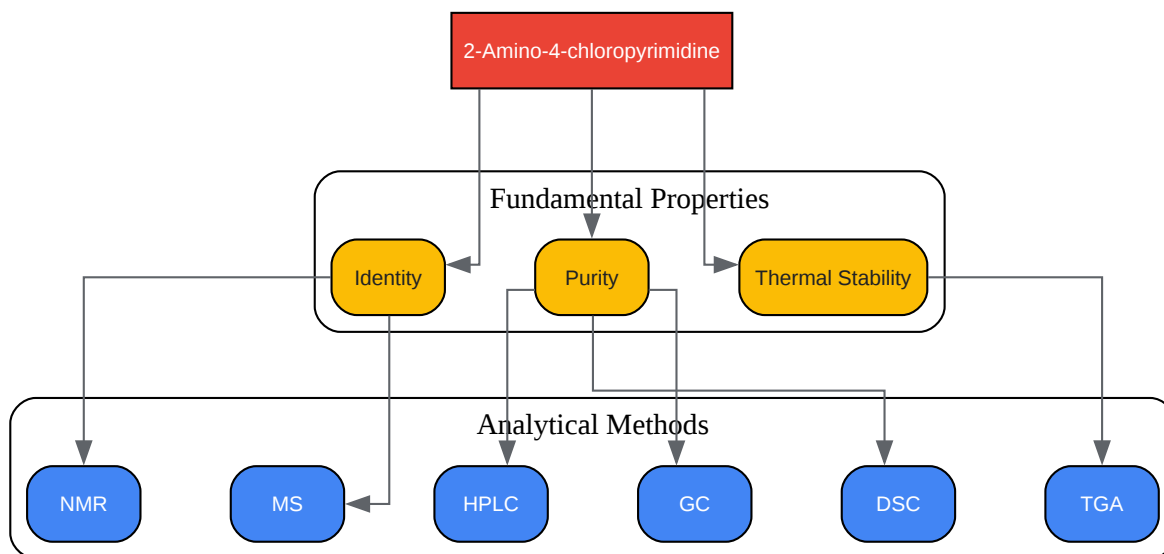 2-Amino-4-chloropyrimidine
Fundamental Properties
Identity
Purity
Thermal Stability
Analytical Methods
NMR
MS
HPLC
GC
DSC
TGA